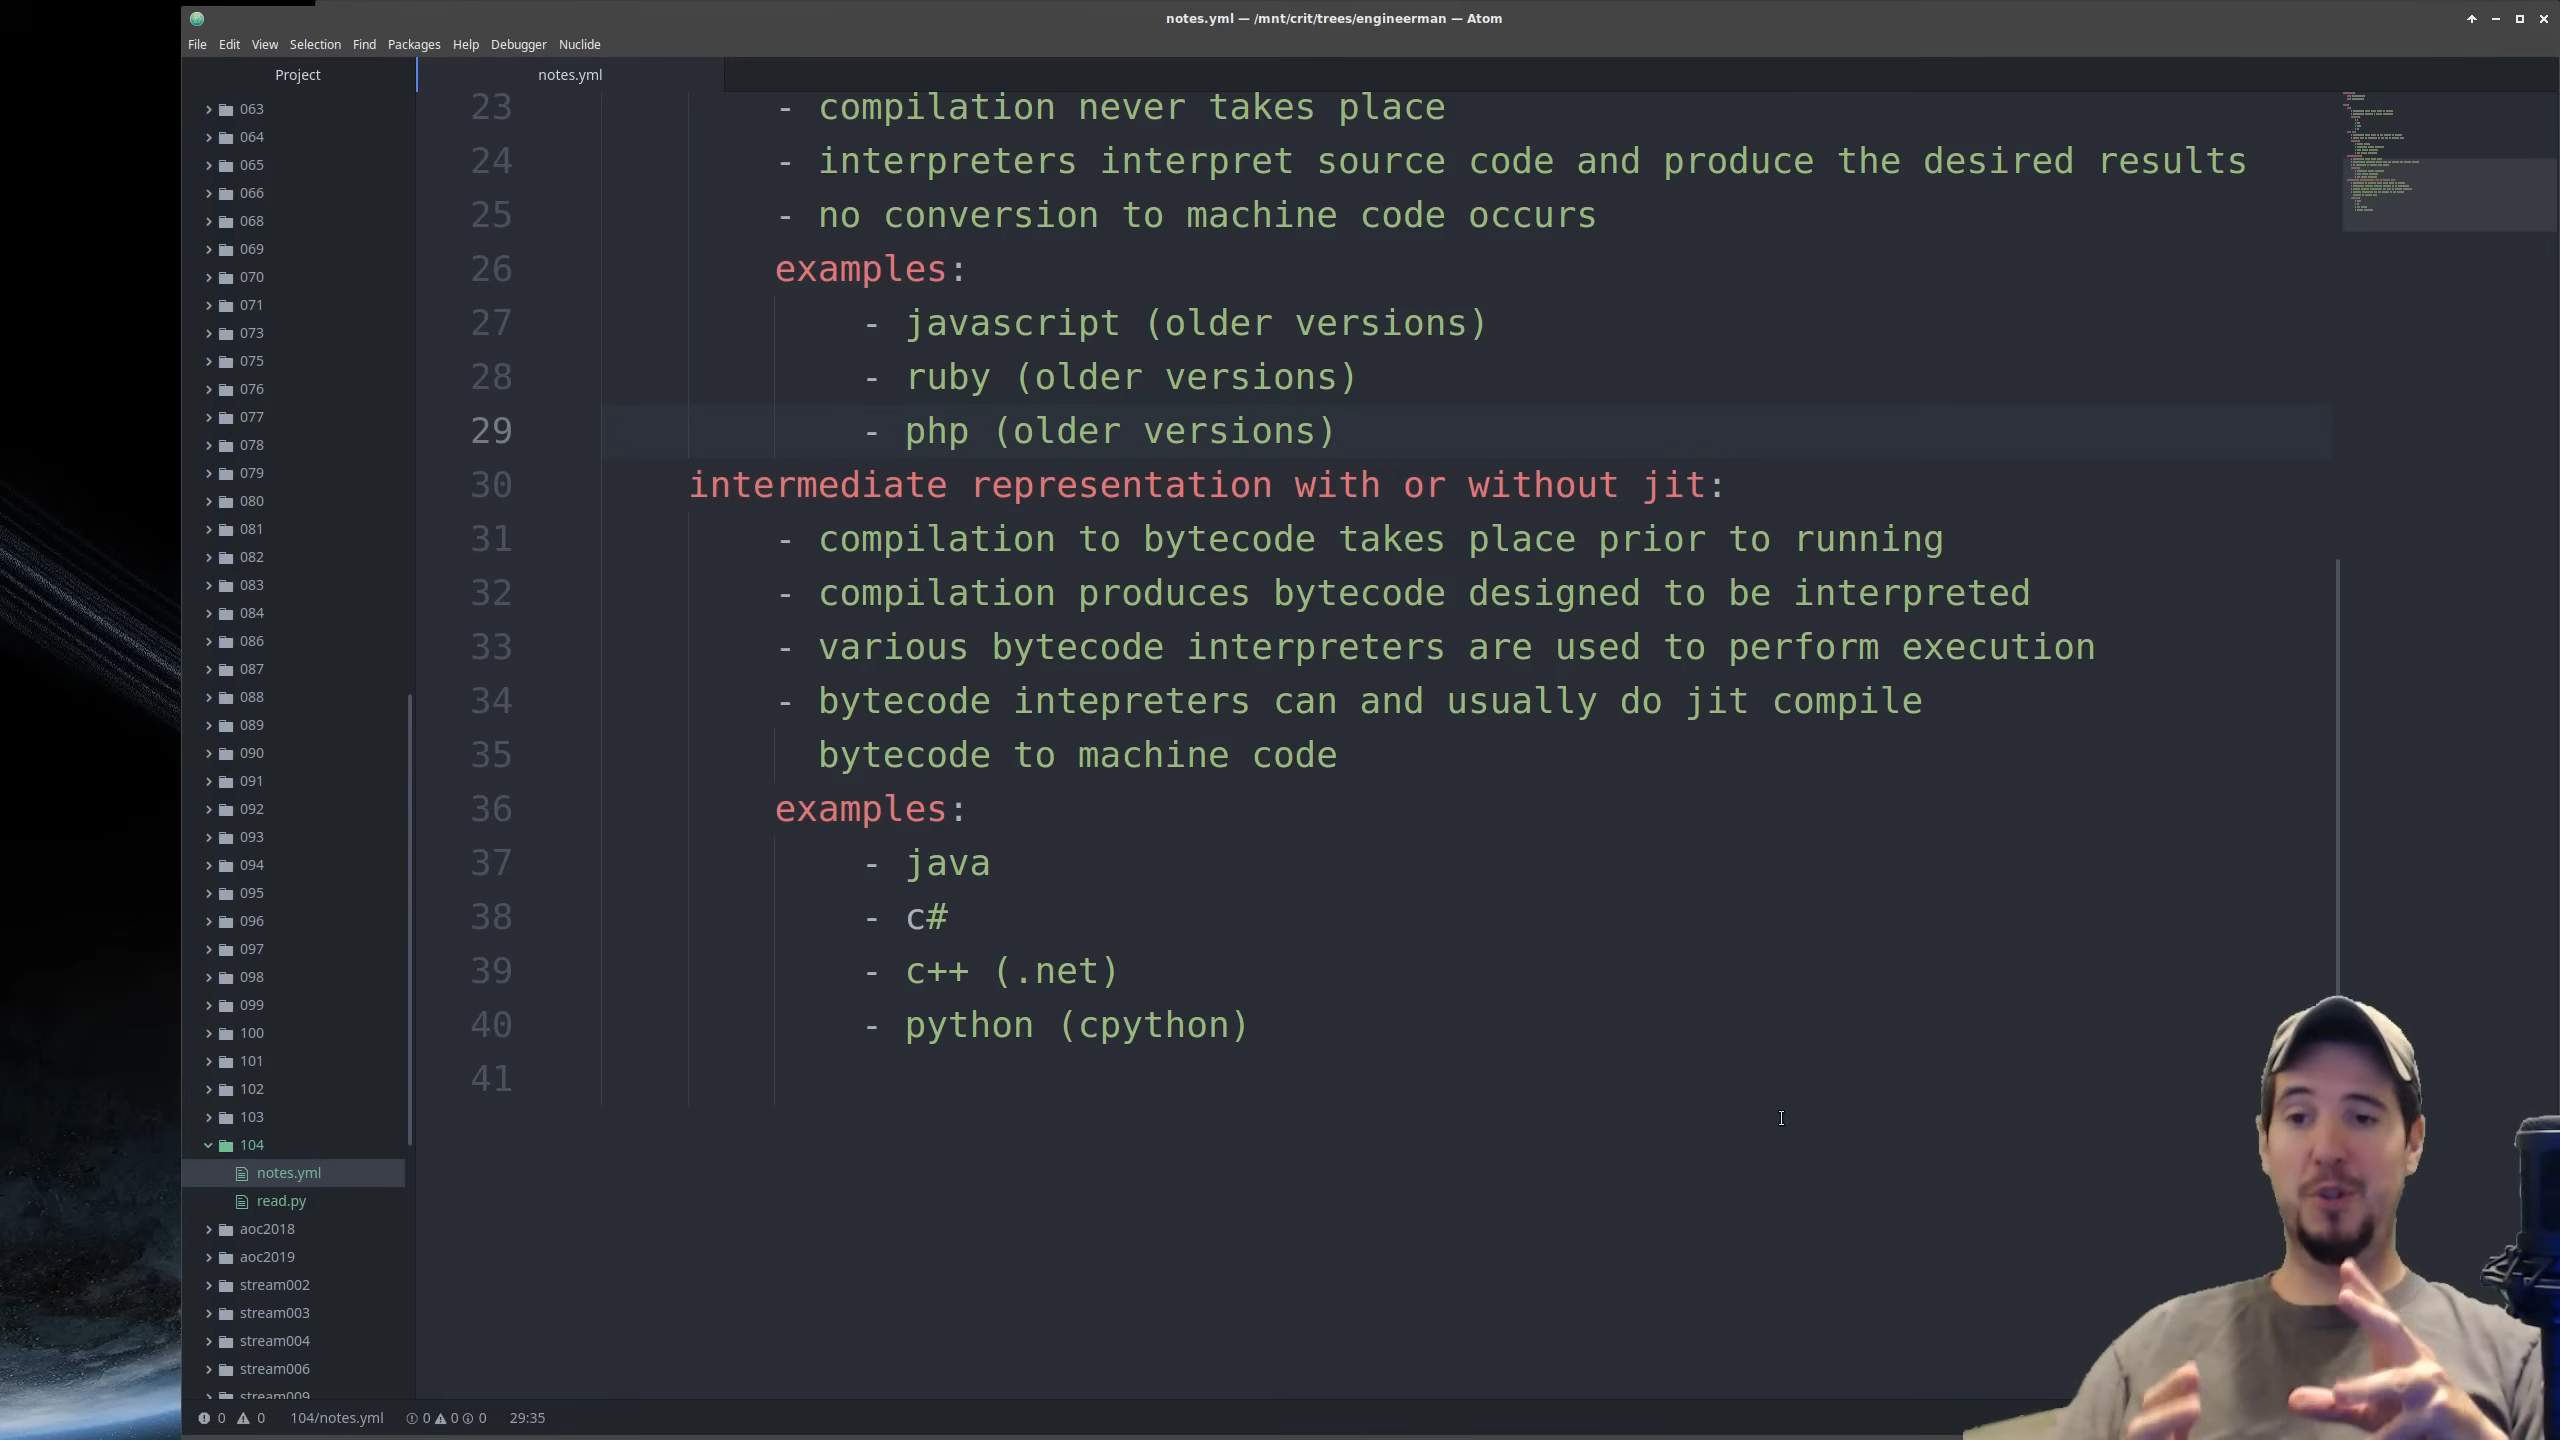 notes.yml — /mnt/crit/trees/engineerman — Atom
File Edit View Selection Find Packages Help Debugger Nuclide
Project
063
064
065
066
068
069
070
071
073
075
076
077
078
079
080
081
082
083
084
086
087
088
089
090
091
092
093
094
095
096
097
098
099
100
101
102
103
104
notes.yml
read.py
aoc2018
aoc2019
stream002
stream003
stream004
stream006
stream009
notes.yml
23 - compilation never takes place
24 - interpreters interpret source code and produce the desired results
25 - no conversion to machine code occurs
26 examples:
27 - javascript (older versions)
28 - ruby (older versions)
29 - php (older versions)
30 intermediate representation with or without jit:
31 - compilation to bytecode takes place prior to running
32 - compilation produces bytecode designed to be interpreted
33 - various bytecode interpreters are used to perform execution
34 - bytecode intepreters can and usually do jit compile
35 bytecode to machine code
36 examples:
37 - java
38 - c#
39 - c++ (.net)
40 - python (cpython)
41
0 0 104/notes.yml 0 0 0 29:35